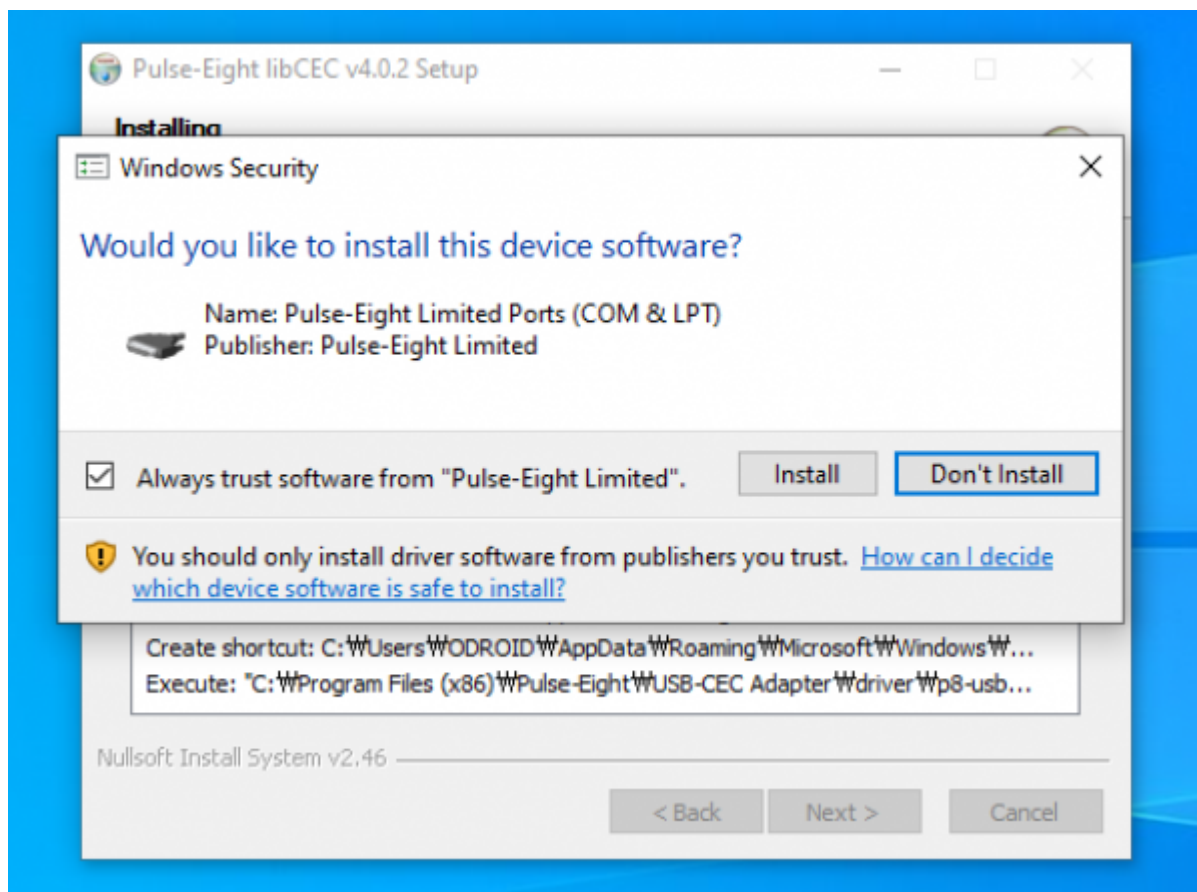 Pulse-Eight libCEC v4.0.2 Setup
Installing
Windows Security
Would you like to install this device software?
Name: Pulse-Eight Limited Ports (COM & LPT)
Publisher: Pulse-Eight Limited
Always trust software from "Pulse-Eight Limited".
Install
Don't Install
You should only install driver software from publishers you trust. How can I decide
which device software is safe to install?
Create shortcut: C:₩Users₩ODROID₩AppData₩Roaming₩Microsoft₩Windows₩...
Execute: "C:₩Program Files (x86)₩Pulse-Eight₩USB-CEC Adapter₩driver₩p8-usb...
Nullsoft Install System v2.46
< Back
Next >
Cancel